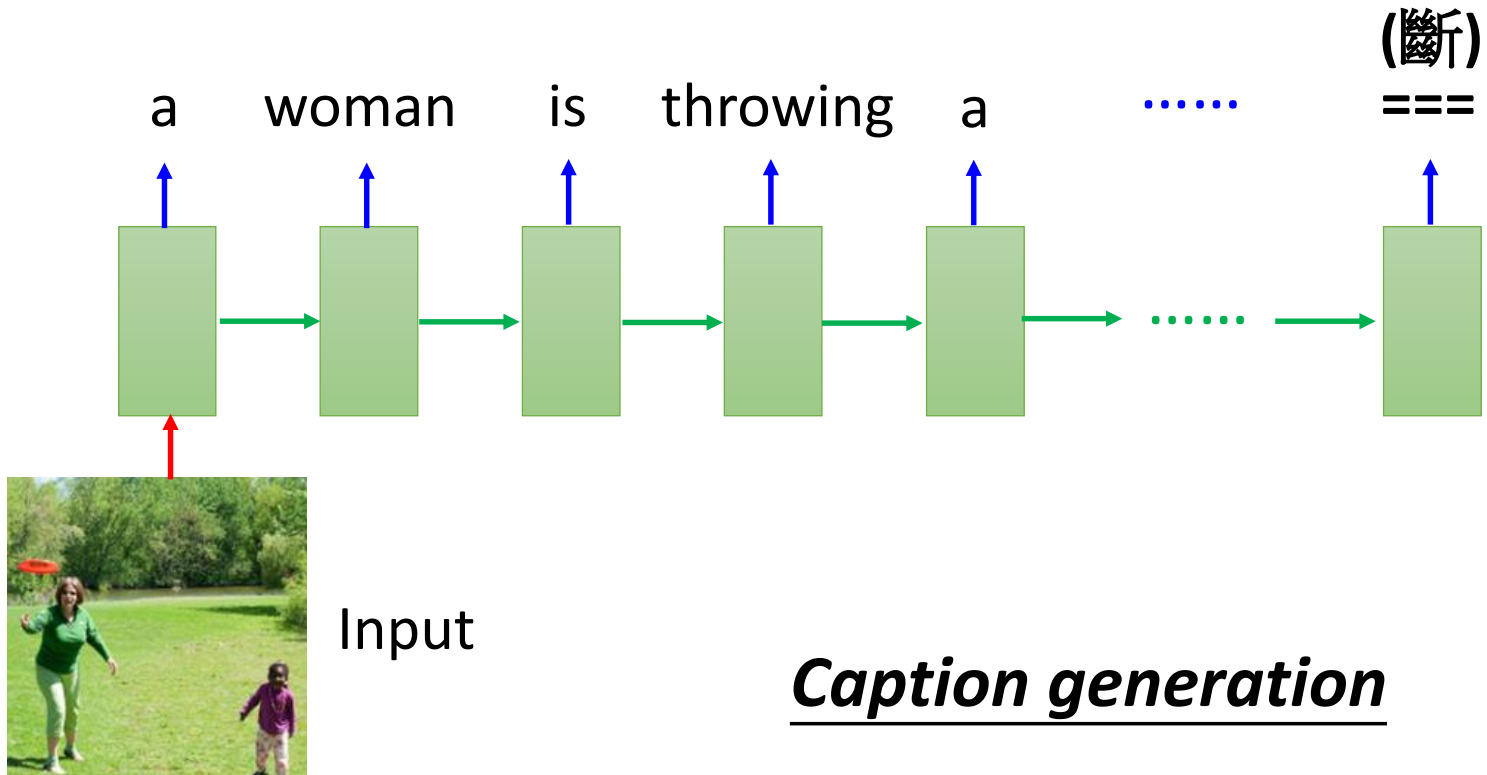 (斷)
a woman is throwing a ...... ===
Input
Caption generation